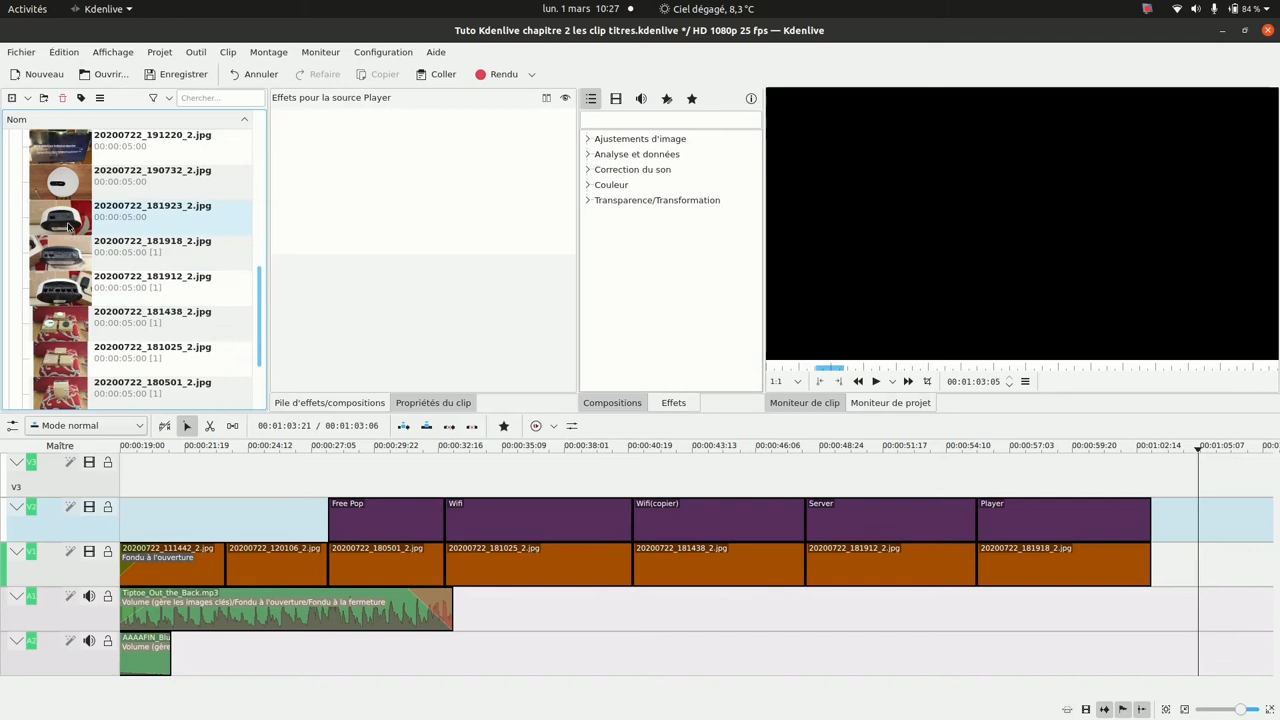 Activités Kdenlive lun. 1 mars 10:27 Ciel dégagé, 8,3 °C 84 %
Tuto Kdenlive chapitre 2 les clip titres.kdenlive */ HD 1080p 25 fps — Kdenlive
Fichier Édition Affichage Projet Outil Clip Montage Moniteur Configuration Aide
Nouveau Ouvrir... Enregistrer Annuler Refaire Copier Coller Rendu
Chercher... Effets pour la source Player
Nom
20200722_191220_2.jpg
00:00:05:00
20200722_190732_2.jpg
00:00:05:00
20200722_181923_2.jpg
00:00:05:00
20200722_181918_2.jpg
00:00:05:00 [1]
20200722_181912_2.jpg
00:00:05:00 [1]
20200722_181438_2.jpg
00:00:05:00 [1]
20200722_181025_2.jpg
00:00:05:00 [1]
20200722_180501_2.jpg
00:00:05:00 [1]
Ajustements d'image
Analyse et données
Correction du son
Couleur
Transparence/Transformation
1:1 00:01:03:05
Pile d'effets/compositions Propriétés du clip Compositions Effets Moniteur de clip Moniteur de projet
Mode normal 00:01:03:21 / 00:01:03:06
Maître 00:00:19:00 00:00:21:19 00:00:24:12 00:00:27:05 00:00:29:22 00:00:32:16 00:00:35:09 00:00:38:01 00:00:40:19 00:00:43:13 00:00:46:06 00:00:48:24 00:00:51:17 00:00:54:10 00:00:57:03 00:00:59:20 00:01:02:14 00:01:05:07
V3
V3
V2 Free Pop Wifi Wifi(copier) Server Player
V1 20200722_111442_2.jpg 20200722_120106_2.jpg 20200722_180501_2.jpg 20200722_181025_2.jpg 20200722_181438_2.jpg 20200722_181912_2.jpg 20200722_181918_2.jpg
Fondu à l'ouverture
A1 Tiptoe_Out_the_Back.mp3
Volume (gère les images clés)/Fondu à l'ouverture/Fondu à la fermeture
A2 AAAAFIN_Blu
Volume (gère